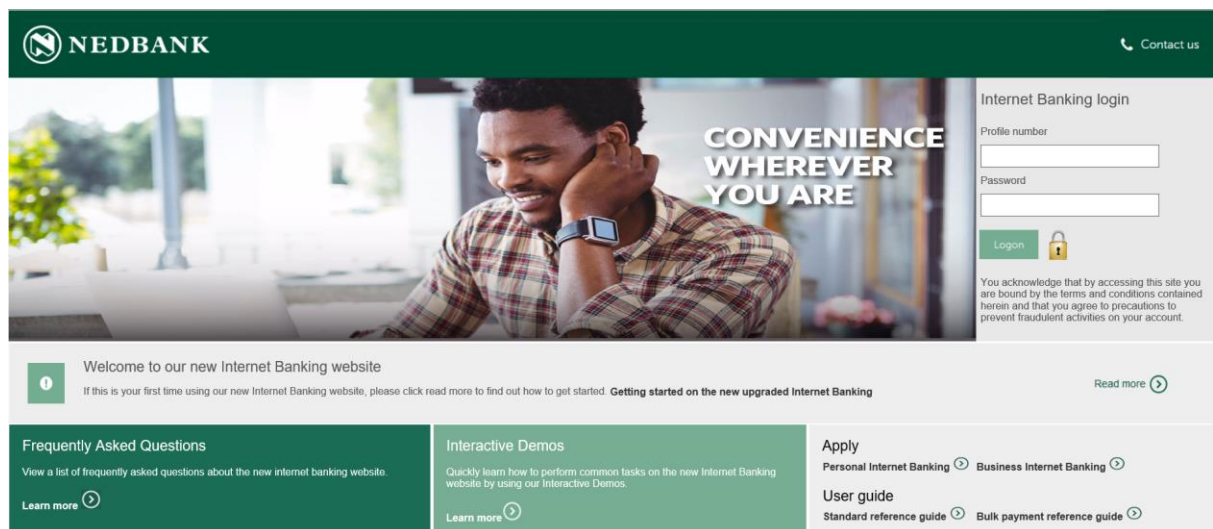 NEDBANK
Contact us
CONVENIENCE
WHEREVER
YOU ARE
Internet Banking login
Profile number
Password
Logon
You acknowledge that by accessing this site you
are bound by the terms and conditions contained
herein and that you agree to precautions to
prevent fraudulent activities on your account.
Welcome to our new Internet Banking website
If this is your first time using our new Internet Banking website, please click read more to find out how to get started. Getting started on the new upgraded Internet Banking
Read more
Frequently Asked Questions
View a list of frequently asked questions about the new internet banking website.
Learn more
Interactive Demos
Quickly learn how to perform common tasks on the new Internet Banking
website by using our Interactive Demos.
Learn more
Apply
Personal Internet Banking Business Internet Banking
User guide
Standard reference guide Bulk payment reference guide